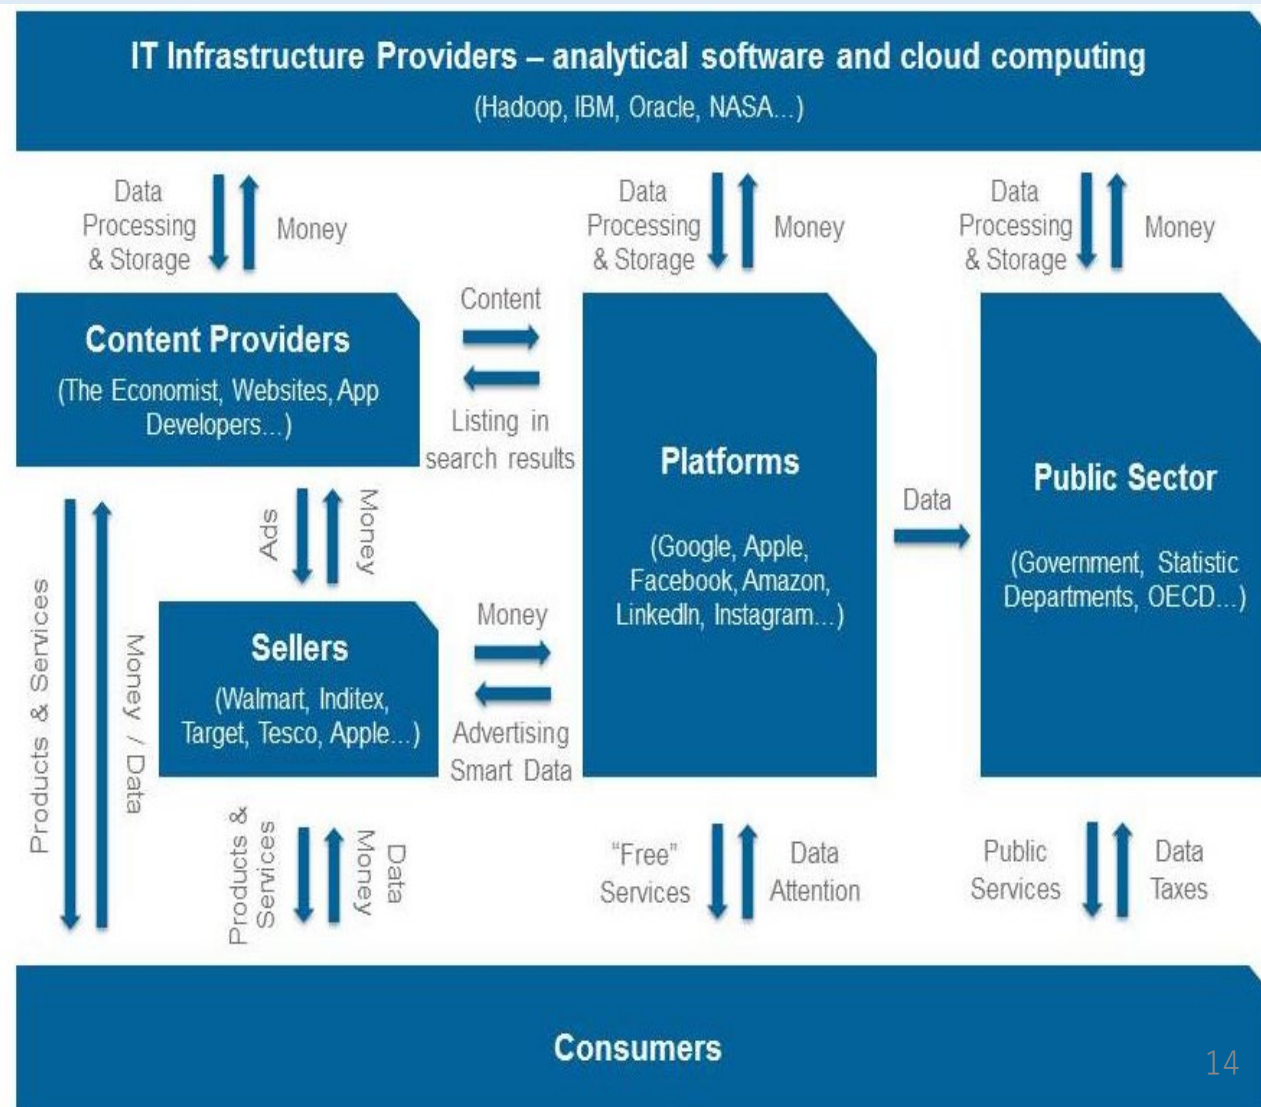 IT Infrastructure Providers – analytical software and cloud computing
(Hadoop, IBM, Oracle, NASA…)
Data
Processing
& Storage
Money
Data
Processing
& Storage
Money
Data
Processing
& Storage
Money
Content Providers
(The Economist, Websites, App
Developers…)
Content
Listing in
search results
Platforms
(Google, Apple,
Facebook, Amazon,
LinkedIn, Instagram…)
Data
Public Sector
(Government, Statistic
Departments, OECD…)
Ads
Money
Products & Services
Money / Data
Sellers
(Walmart, Inditex,
Target, Tesco, Apple…)
Money
Advertising
Smart Data
Products &
Services
Data
Money
“Free”
Services
Data
Attention
Public
Services
Data
Taxes
Consumers
14